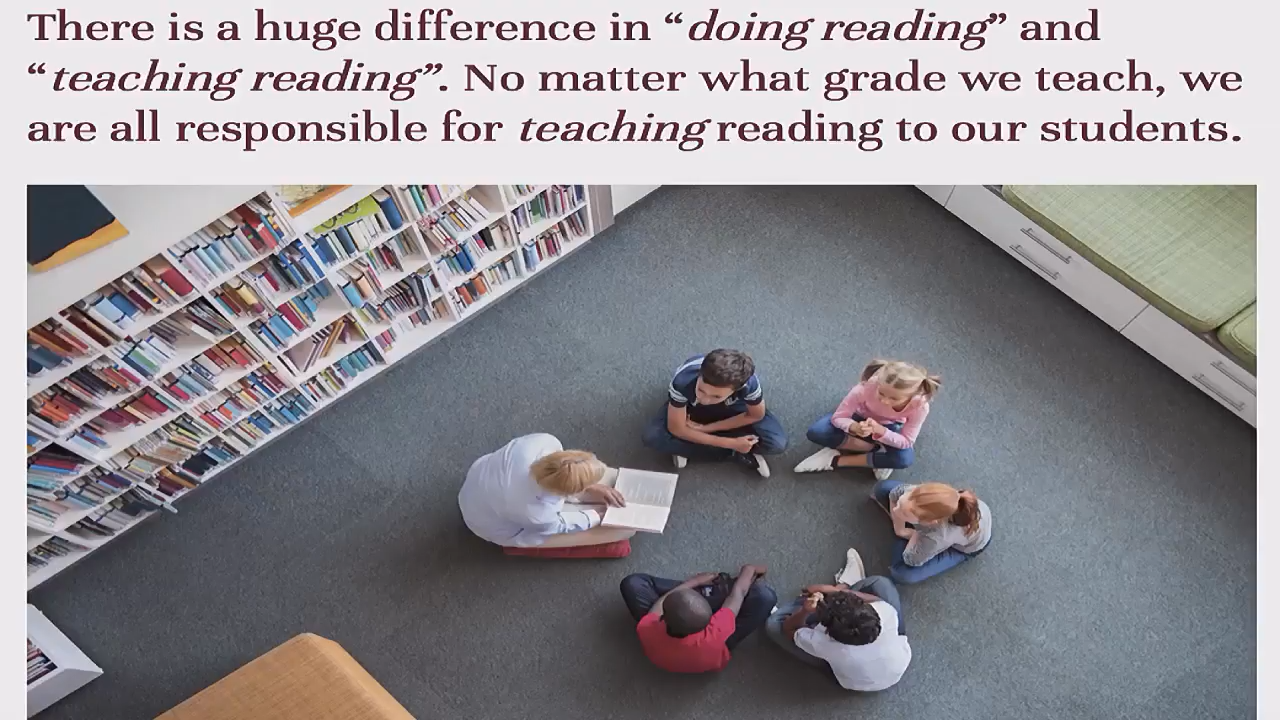 There is a huge difference in “doing reading” and
“teaching reading”. No matter what grade we teach, we
are all responsible for teaching reading to our students.